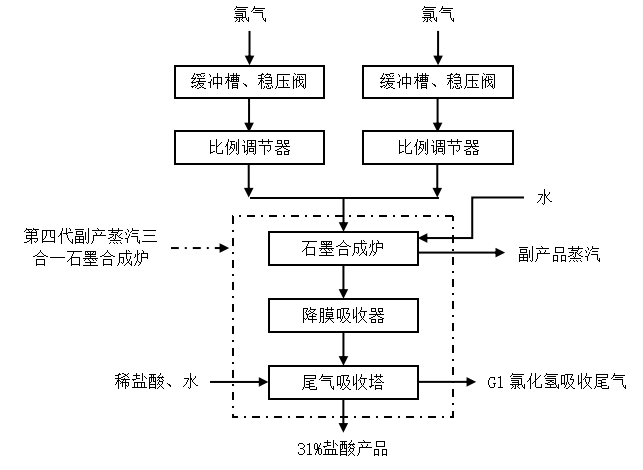 氯气
氯气
缓冲槽、稳压阀
缓冲槽、稳压阀
比例调节器
比例调节器
水
第四代副产蒸汽三
合一石墨合成炉
石墨合成炉
副产品蒸汽
降膜吸收器
稀盐酸、水
尾气吸收塔
G1氯化氢吸收尾气
31%盐酸产品